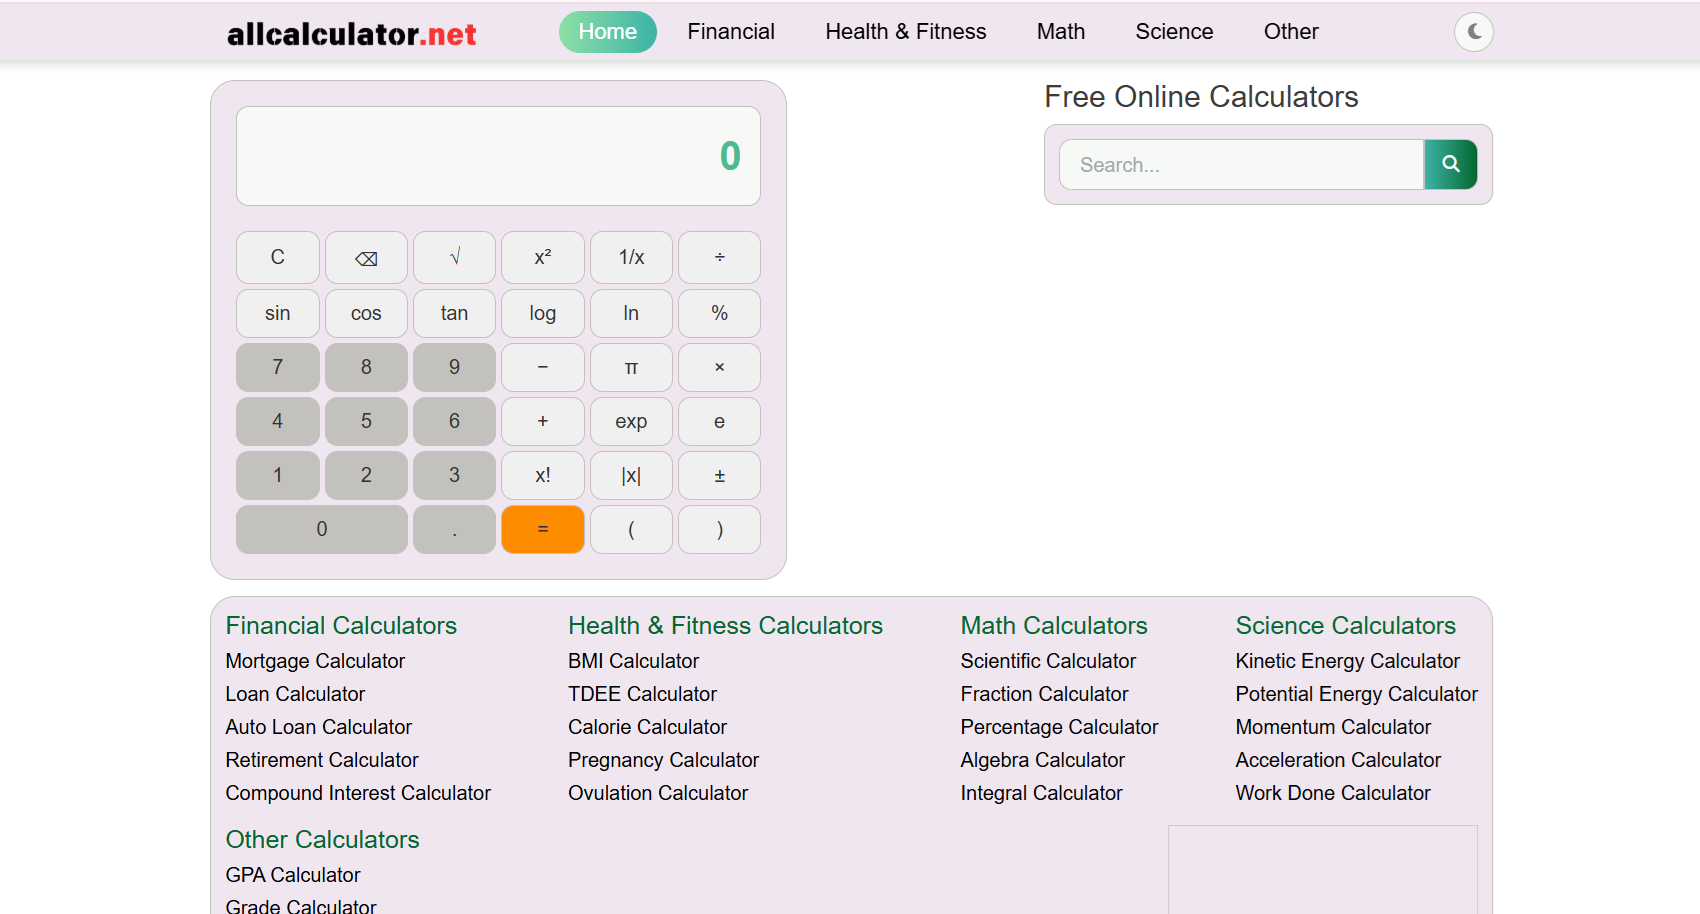 allcalculator.net
Home Financial Health & Fitness Math Science Other
0
Free Online Calculators
Search...
C ⌫ √ x² 1/x ÷
sin cos tan log ln %
7 8 9 − π ×
4 5 6 + exp e
1 2 3 x! |x| ±
0 . = ( )
Financial Calculators
Mortgage Calculator
Loan Calculator
Auto Loan Calculator
Retirement Calculator
Compound Interest Calculator
Health & Fitness Calculators
BMI Calculator
TDEE Calculator
Calorie Calculator
Pregnancy Calculator
Ovulation Calculator
Math Calculators
Scientific Calculator
Fraction Calculator
Percentage Calculator
Algebra Calculator
Integral Calculator
Science Calculators
Kinetic Energy Calculator
Potential Energy Calculator
Momentum Calculator
Acceleration Calculator
Work Done Calculator
Other Calculators
GPA Calculator
Grade Calculator